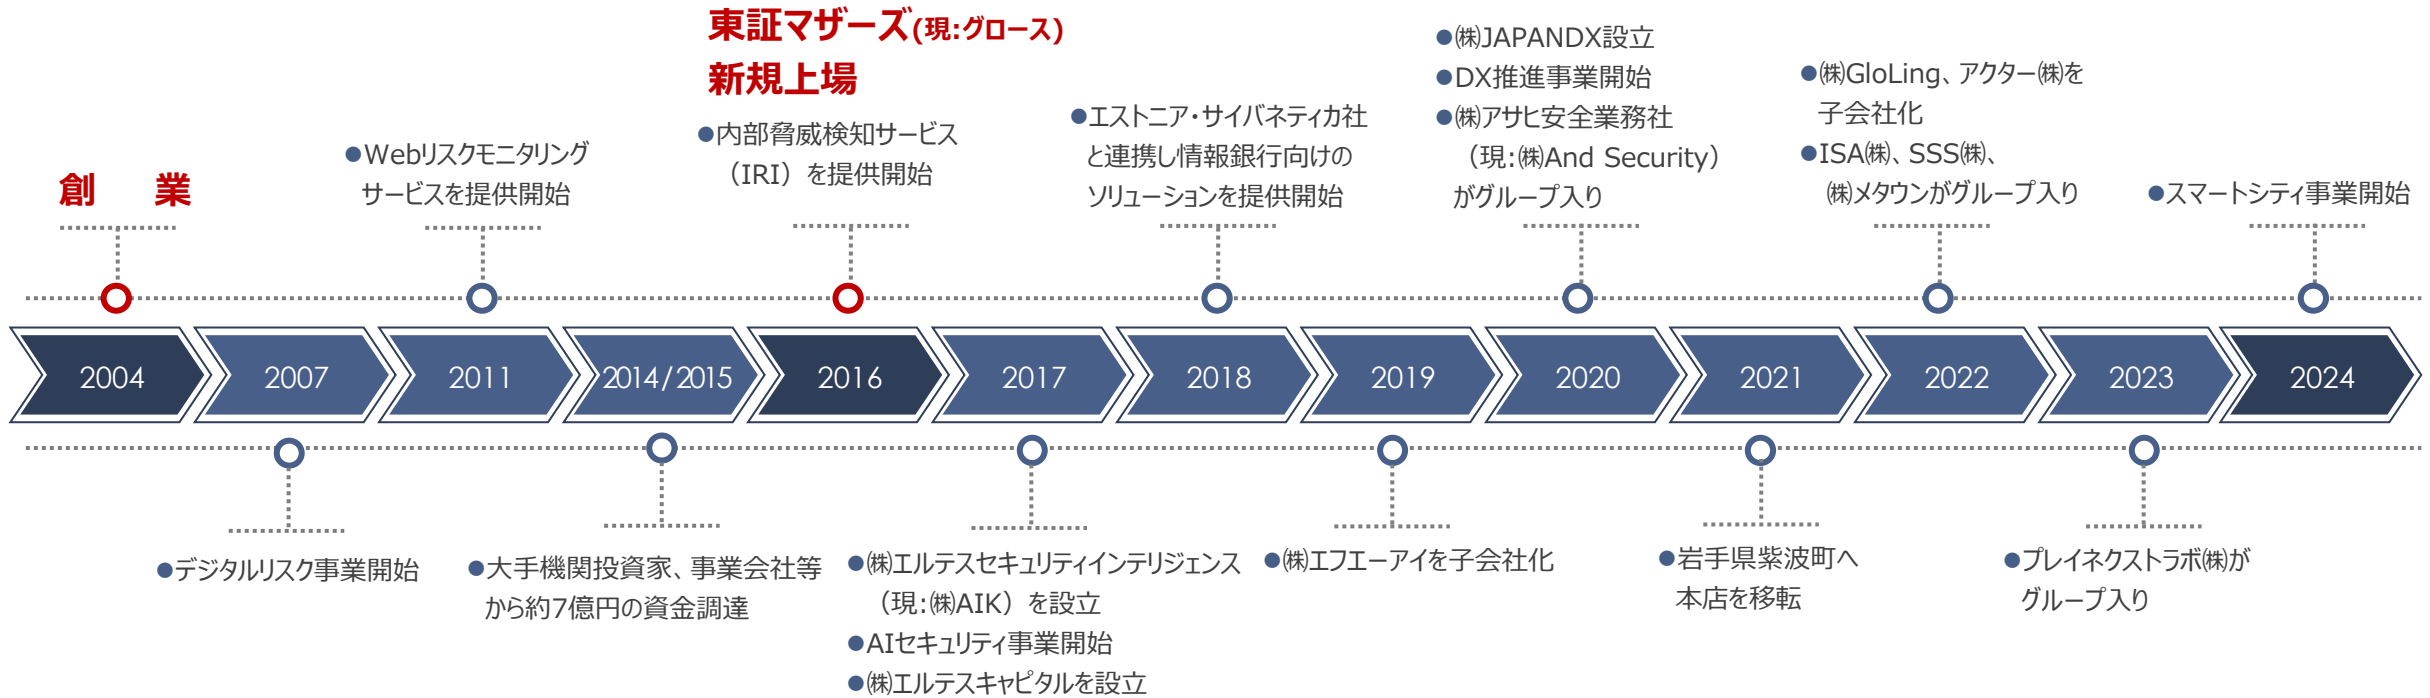 東証マザーズ(現:グロース)
新規上場
●内部脅威検知サービス
（IRI）を提供開始
創　業
●Webリスクモニタリング
サービスを提供開始
●エストニア・サイバネティカ社
と連携し情報銀行向けの
ソリューションを提供開始
●㈱JAPANDX設立
●DX推進事業開始
●㈱アサヒ安全業務社
（現:㈱And Security）
がグループ入り
●㈱GloLing、アクター㈱を
子会社化
●ISA㈱、SSS㈱、
㈱メタウンがグループ入り
●スマートシティ事業開始
2004
2007
2011
2014/2015
2016
2017
2018
2019
2020
2021
2022
2023
2024
●デジタルリスク事業開始
●大手機関投資家、事業会社等
から約7億円の資金調達
●㈱エルテスセキュリティインテリジェンス
（現:㈱AIK）を設立
●AIセキュリティ事業開始
●㈱エルテスキャピタルを設立
●㈱エフエーアイを子会社化
●岩手県紫波町へ
本店を移転
●プレイネクストラボ㈱が
グループ入り